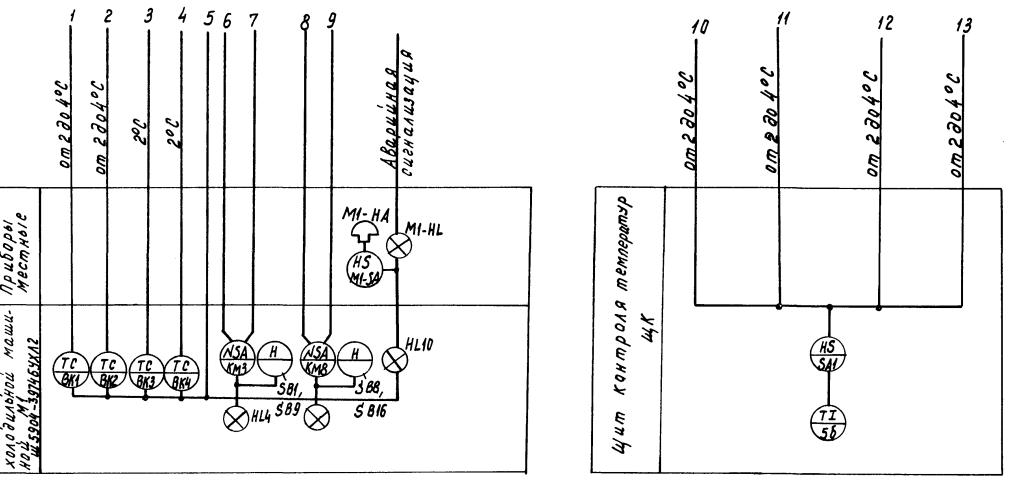 1 2 3 4 5 6 7 8 9
10 11 12 13
от 2 до 4°С
от 2 до 4°С
2°С
2°С
Аварийная
сигнализация
от 2 до 4°С
от 2 до 4°С
от 2 до 4°С
от 2 до 4°С
Приборы
местные
М1-НА
М1-HL
HS
М1-SA
холодильной маши-
ной М1
Щ5904-3974БУХЛ2
TC
ВК1
TC
ВК2
TC
ВК3
TC
ВК4
NSA
КМ3
H
SB1,
SB9
HL4
NSA
КМ8
H
SB8,
SB16
HL10
Щит контроля температур
ЩК
HS
SA1
TI
5б